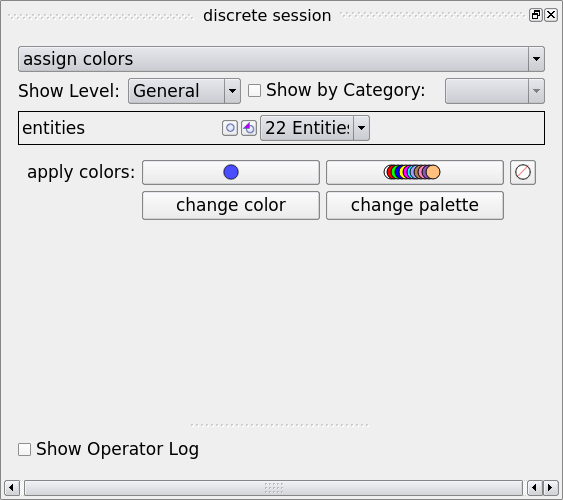 discrete session
assign colors
Show Level: General Show by Category:
entities 22 Entities
apply colors:
change color change palette
Show Operator Log